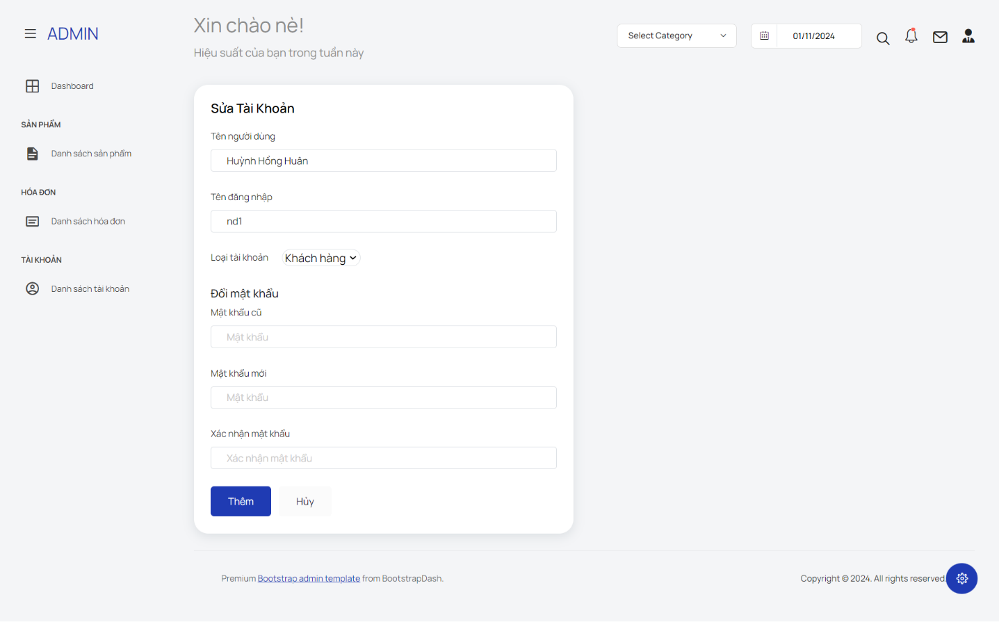 ADMIN
Xin chào nè!
Hiệu suất của bạn trong tuần này
Select Category
01/11/2024
Dashboard
SẢN PHẨM
Danh sách sản phẩm
HÓA ĐƠN
Danh sách hóa đơn
TÀI KHOẢN
Danh sách tài khoản
Sửa Tài Khoản
Tên người dùng
Huỳnh Hồng Huân
Tên đăng nhập
nd1
Loại tài khoản Khách hàng
Đổi mật khẩu
Mật khẩu cũ
Mật khẩu
Mật khẩu mới
Mật khẩu
Xác nhận mật khẩu
Xác nhận mật khẩu
Thêm Hủy
Premium Bootstrap admin template from BootstrapDash.
Copyright © 2024. All rights reserved.